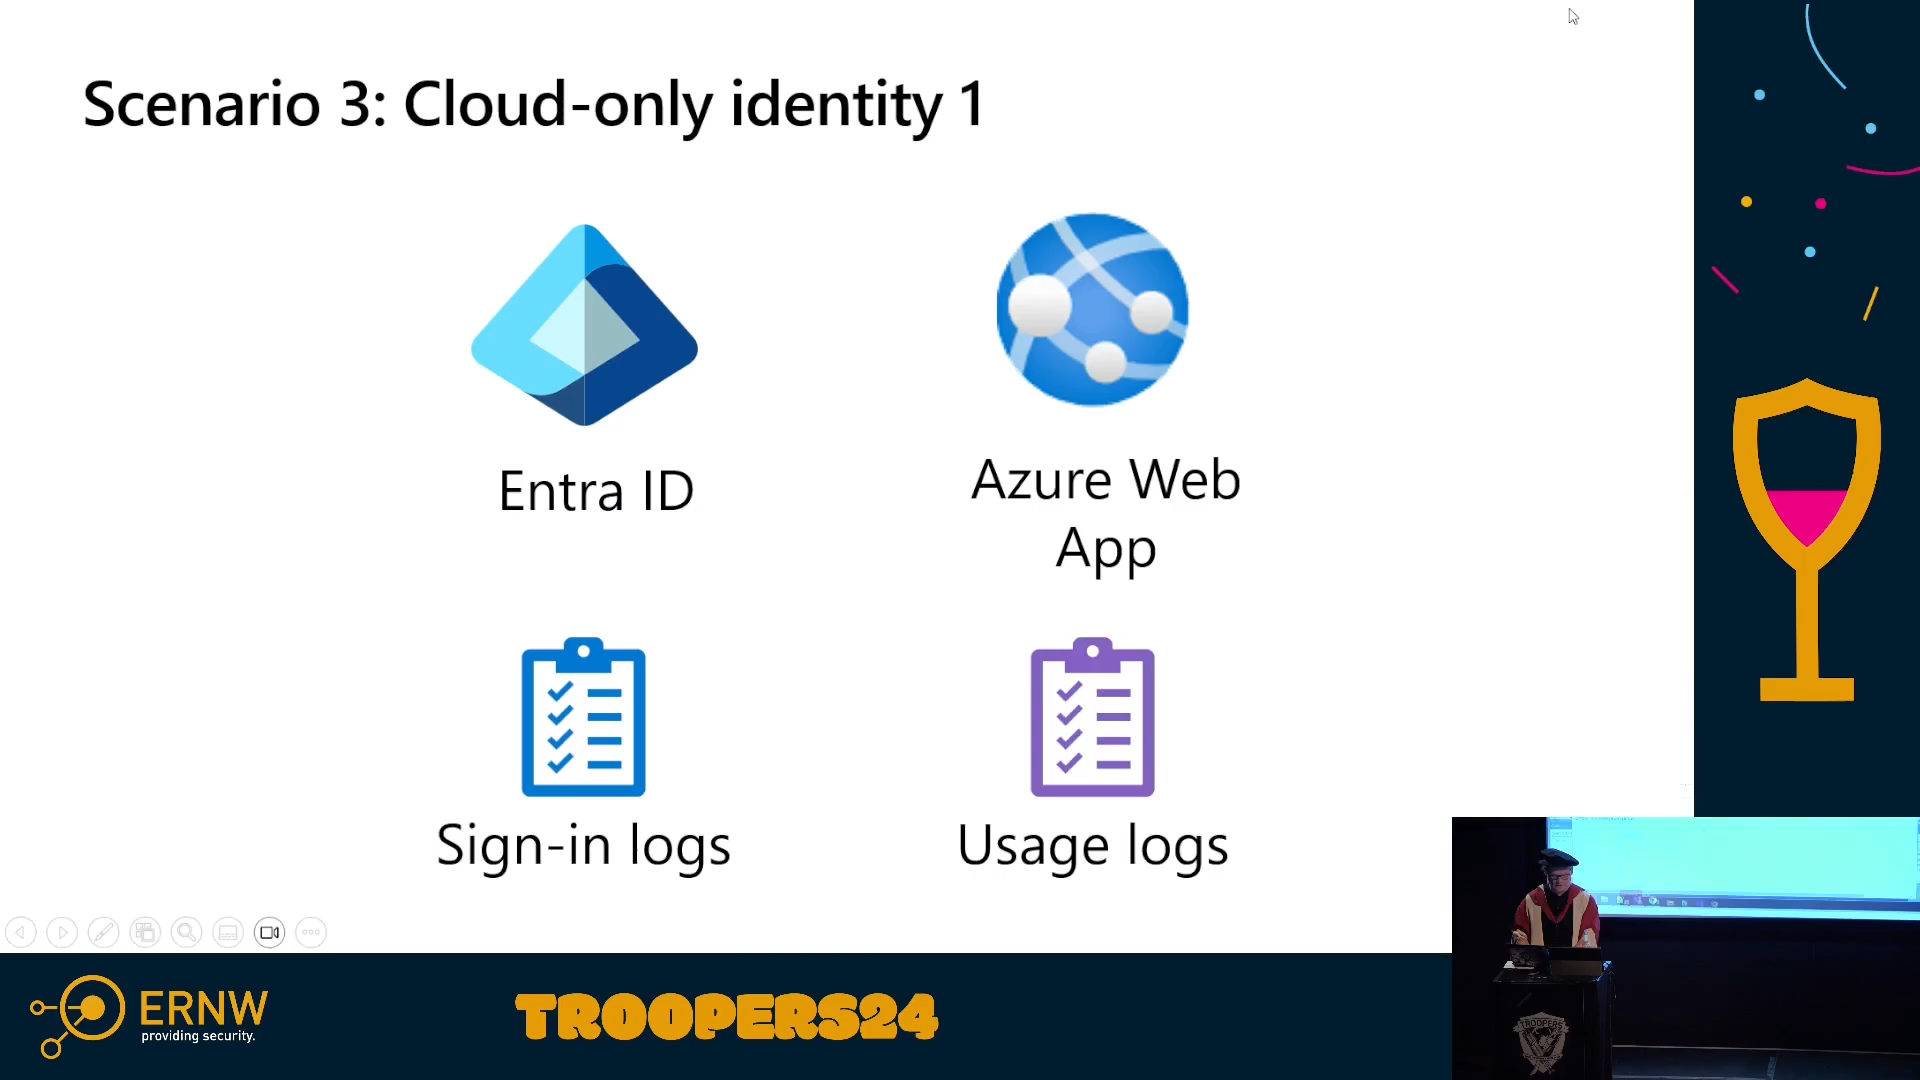 Scenario 3: Cloud-only identity 1
Entra ID
Azure Web
App
Sign-in logs
Usage logs
ERNW
providing security.
TROOPERS24
TROOPERS